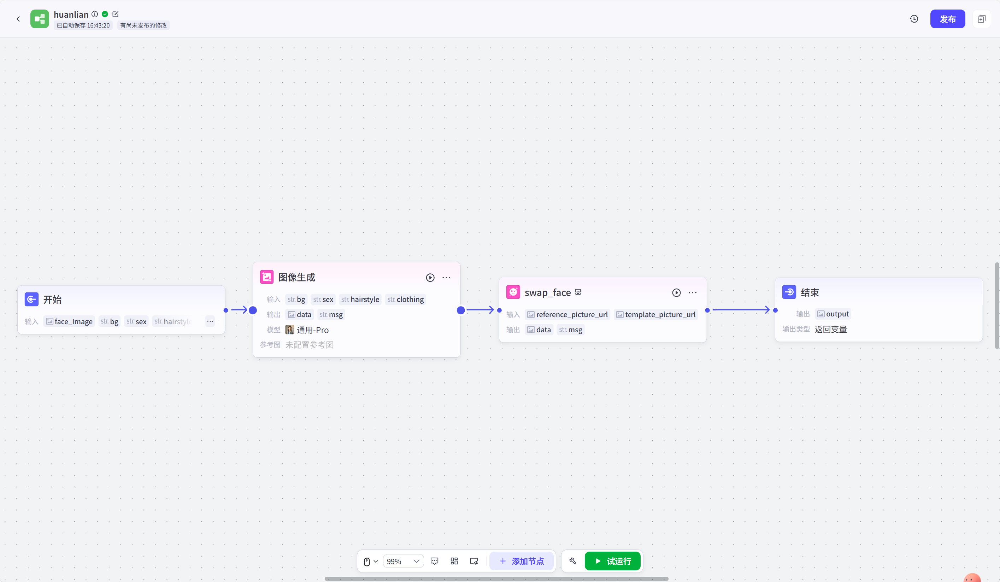 huanlian
已自动保存 16:43:20 有尚未发布的修改
发布
开始
输入 face_Image str. bg str. sex str. hairstyle ...
图像生成
输入 str. bg str. sex str. hairstyle str. clothing
输出 data str. msg
模型 通用-Pro
参考图 未配置参考图
swap_face
输入 reference_picture_url template_picture_url
输出 data str. msg
结束
输出 output
输出类型 返回变量
99% + 添加节点 试运行